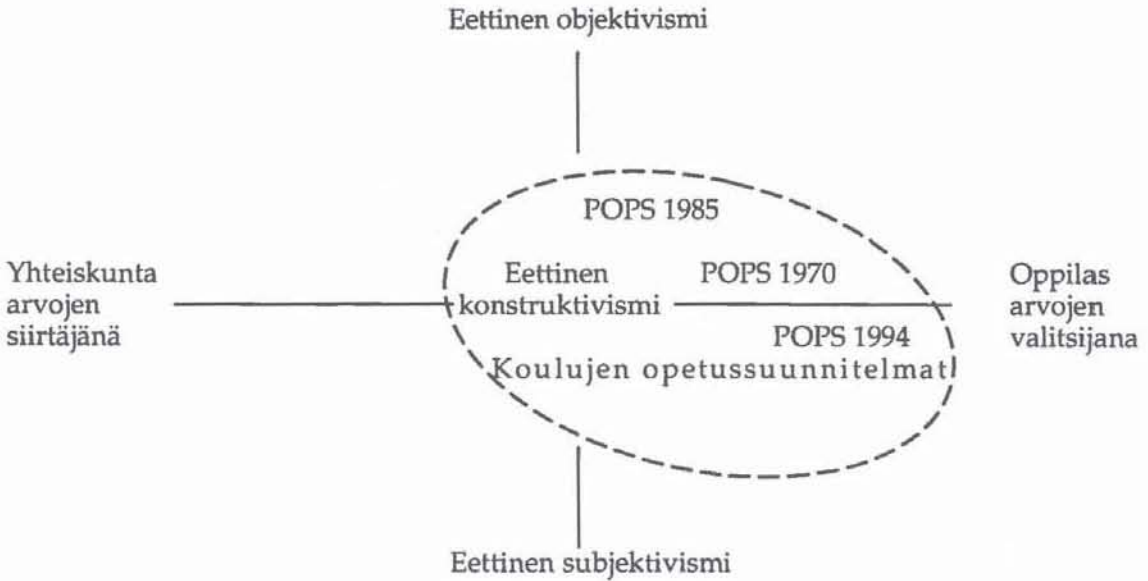 Eettinen objektivismi
POPS 1985
Yhteiskunta
arvojen
siirtäjänä
Eettinen
konstruktivismi
POPS 1970
Oppilas
arvojen
valitsijana
POPS 1994
Koulujen opetussuunnitelmat
Eettinen subjektivismi